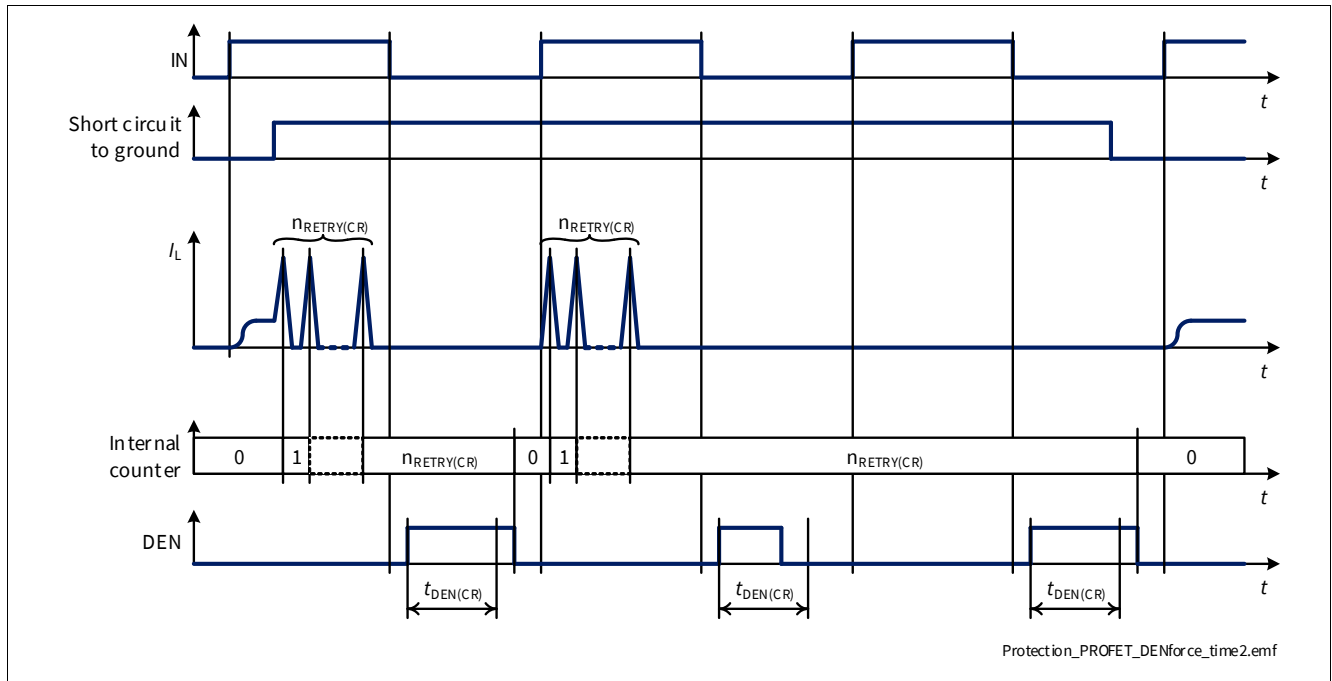 IN
t
Short circuit
to ground
t
nRETRY(CR)
nRETRY(CR)
IL
t
Internal
counter
0
1
nRETRY(CR)
0
1
nRETRY(CR)
0
t
DEN
t
tDEN(CR)
tDEN(CR)
tDEN(CR)
Protection_PROFET_DENforce_time2.emf